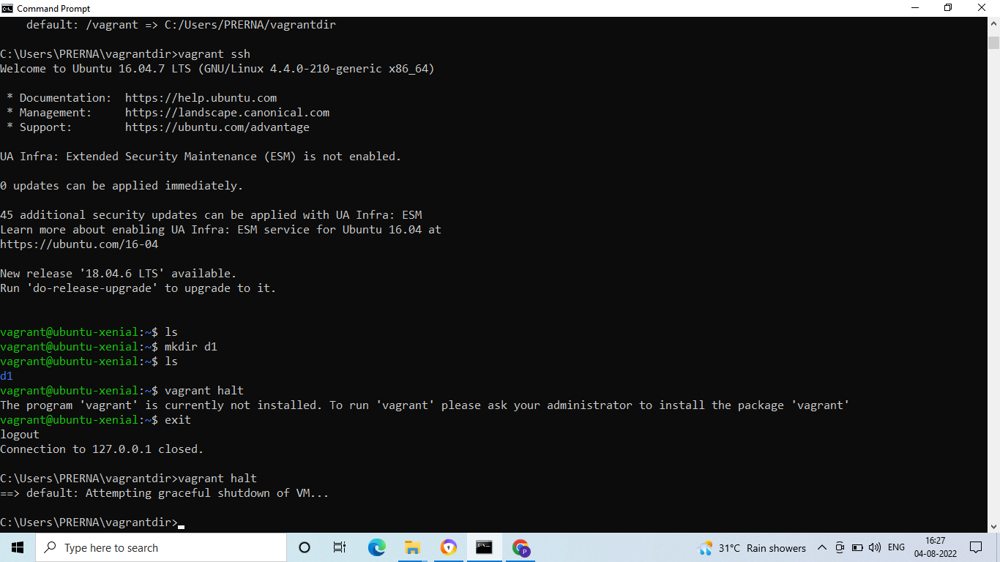 Command Prompt
default: /vagrant => C:/Users/PRERNA/vagrantdir
C:\Users\PRERNA\vagrantdir>vagrant ssh
Welcome to Ubuntu 16.04.7 LTS (GNU/Linux 4.4.0-210-generic x86_64)
* Documentation:  https://help.ubuntu.com
* Management:     https://landscape.canonical.com
* Support:        https://ubuntu.com/advantage
UA Infra: Extended Security Maintenance (ESM) is not enabled.
0 updates can be applied immediately.
45 additional security updates can be applied with UA Infra: ESM
Learn more about enabling UA Infra: ESM service for Ubuntu 16.04 at
https://ubuntu.com/16-04
New release '18.04.6 LTS' available.
Run 'do-release-upgrade' to upgrade to it.
vagrant@ubuntu-xenial:~$ ls
vagrant@ubuntu-xenial:~$ mkdir d1
vagrant@ubuntu-xenial:~$ ls
d1
vagrant@ubuntu-xenial:~$ vagrant halt
The program 'vagrant' is currently not installed. To run 'vagrant' please ask your administrator to install the package 'vagrant'
vagrant@ubuntu-xenial:~$ exit
logout
Connection to 127.0.0.1 closed.
C:\Users\PRERNA\vagrantdir>vagrant halt
==> default: Attempting graceful shutdown of VM...
C:\Users\PRERNA\vagrantdir>
Type here to search
P
31°C Rain showers
ENG
16:27
04-08-2022